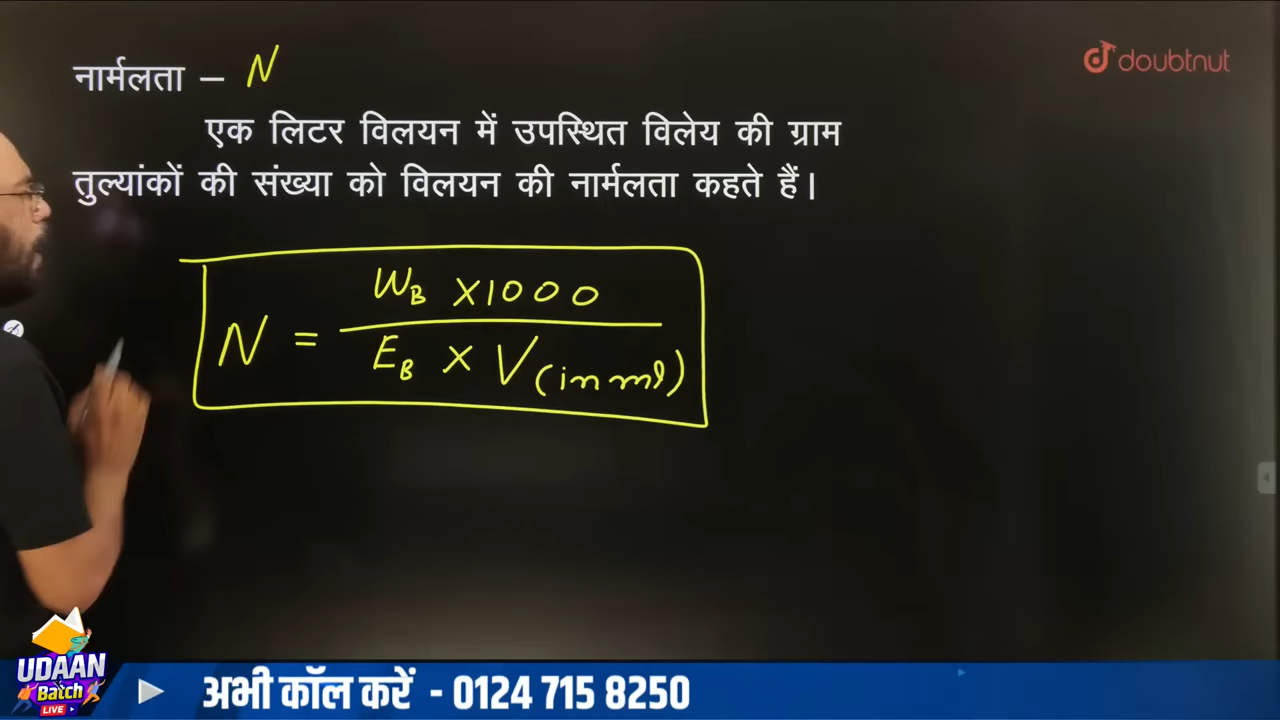 नार्मलता – N
doubtnut
एक लिटर विलयन में उपस्थित विलेय की ग्राम
तुल्यांकों की संख्या को विलयन की नार्मलता कहते हैं।
N = W_B × 1000 / E_B × V (in ml)
UDAAN
Batch
LIVE
अभी कॉल करें - 0124 715 8250